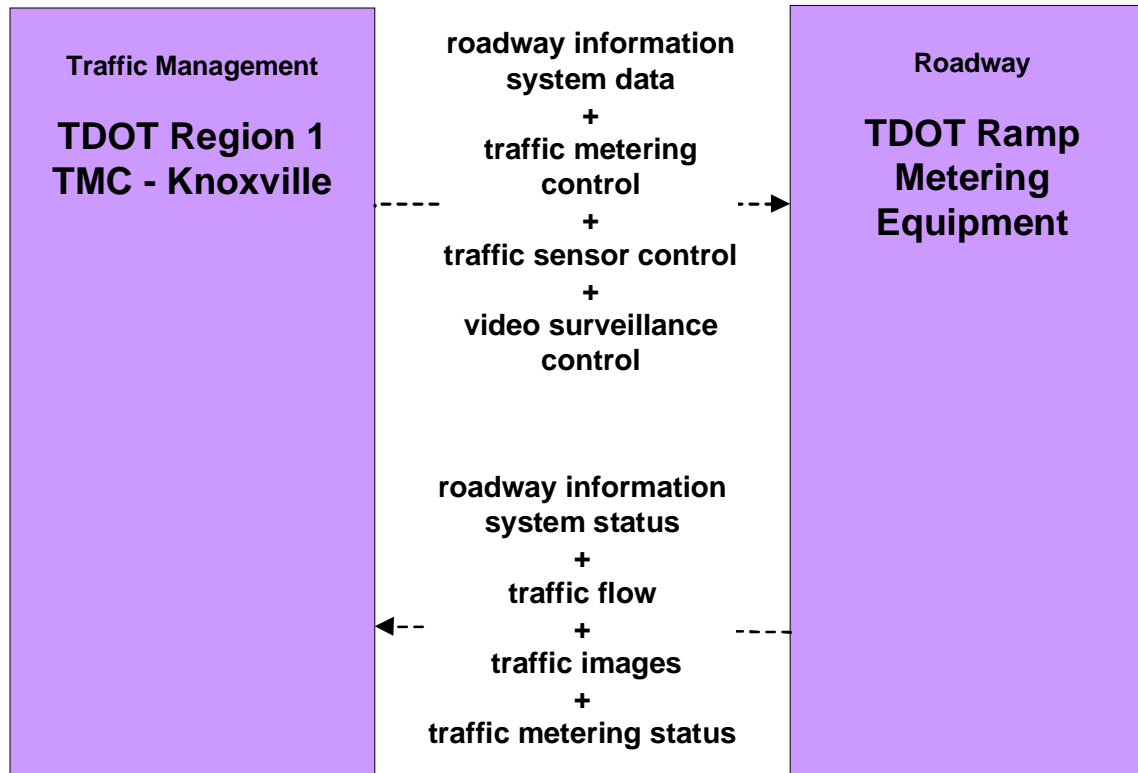 Traffic Management
TDOT Region 1
TMC - Knoxville
roadway information
system data
+
traffic metering
control
+
traffic sensor control
+
video surveillance
control
Roadway
TDOT Ramp
Metering
Equipment
roadway information
system status
+
traffic flow
+
traffic images
+
traffic metering status